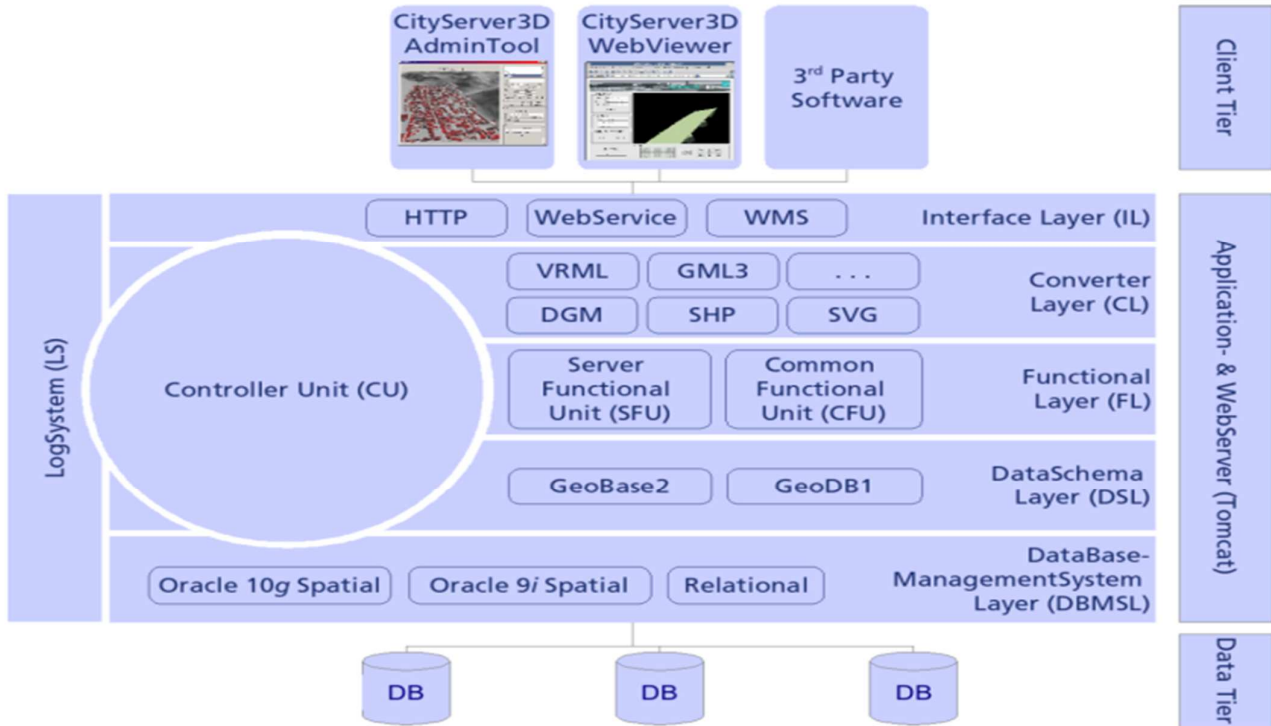 CityServer3D
AdminTool
CityServer3D
WebViewer
3rd Party
Software
Client Tier
HTTP
WebService
WMS
Interface Layer (IL)
VRML
GML3
. . .
Converter
Layer (CL)
DGM
SHP
SVG
Controller Unit (CU)
Server
Functional
Unit (SFU)
Common
Functional
Unit (CFU)
Functional
Layer (FL)
LogSystem (LS)
GeoBase2
GeoDB1
DataSchema
Layer (DSL)
Application- & WebServer (Tomcat)
Oracle 10g Spatial
Oracle 9i Spatial
Relational
DataBase-
ManagementSystem
Layer (DBMSL)
DB
DB
DB
Data Tier